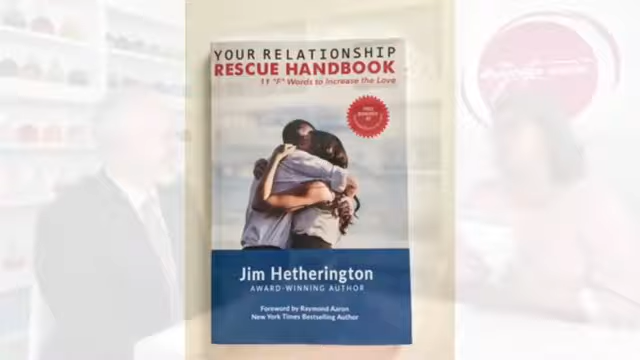 YOUR RELATIONSHIP
RESCUE HANDBOOK
11 "F" Words to Increase the Love
Jim Hetherington
AWARD-WINNING AUTHOR
Foreword by Raymond Aaron
New York Times Bestselling Author